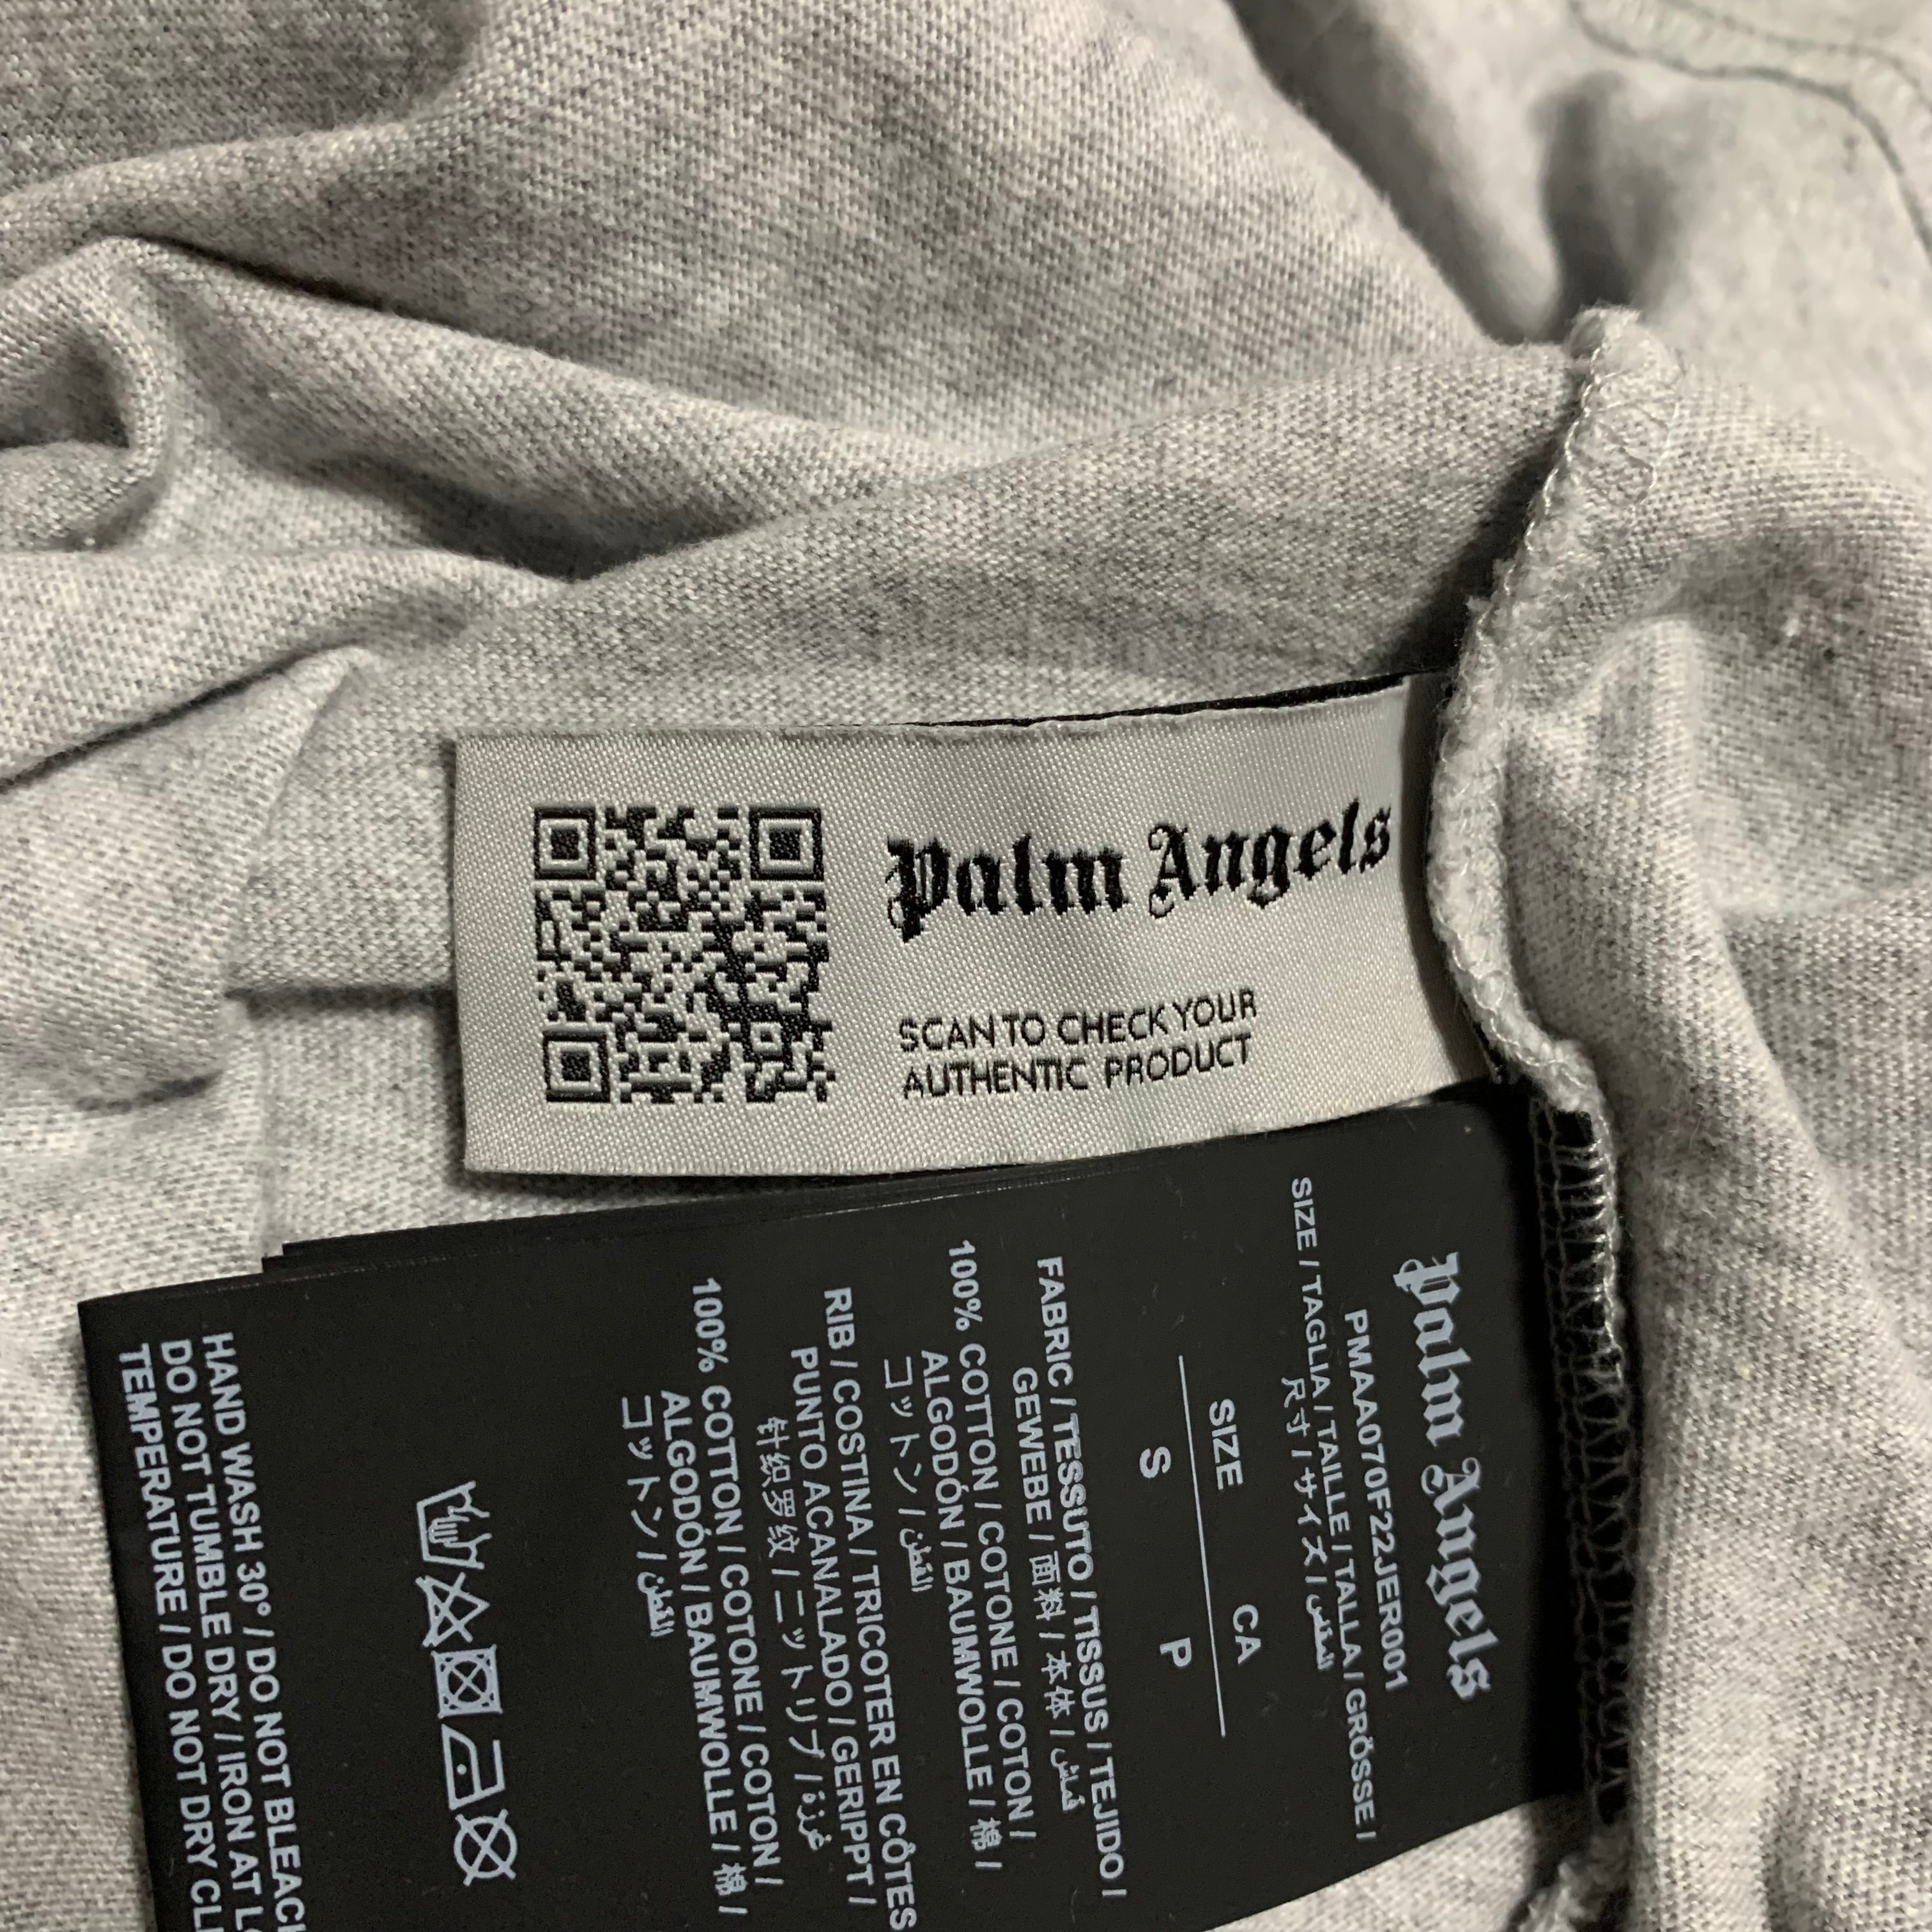 Palm Angels
SCAN TO CHECK YOUR
AUTHENTIC PRODUCT
Palm Angels
PMAA070F22JER001
SIZE / TAGLIA / TAILLE / TALLA / GRÖSSE /
尺寸 / サイズ / المقاس
SIZE CA
S P
FABRIC / TESSUTO / TISSUS / TEJIDO /
GEWEBE / 面料 / 本体 / قماش
100% COTTON / COTONE / COTON /
ALGODÓN / BAUMWOLLE / 棉 /
コットン / القطن
RIB / COSTINA / TRICOTER EN CÔTES
PUNTO ACANALADO / GERIPPT /
针织罗纹 / ニットリブ / غرزة
100% COTTON / COTONE / COTON /
ALGODÓN / BAUMWOLLE / 棉 /
コットン / القطن
HAND WASH 30° / DO NOT BLEACH
DO NOT TUMBLE DRY / IRON AT
TEMPERATURE / DO NOT DRY